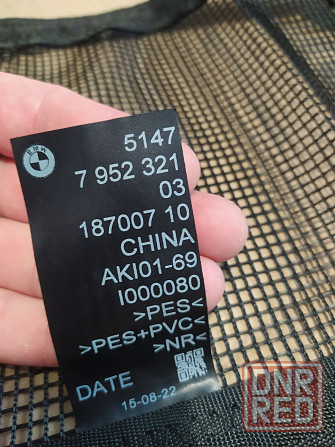 BMW
5147
7 952 321
03
187007 10
CHINA
AKI01-69
I000080
>PES<
>PES+PVC<
>NR<
DATE
15-08-22
DNR
RED